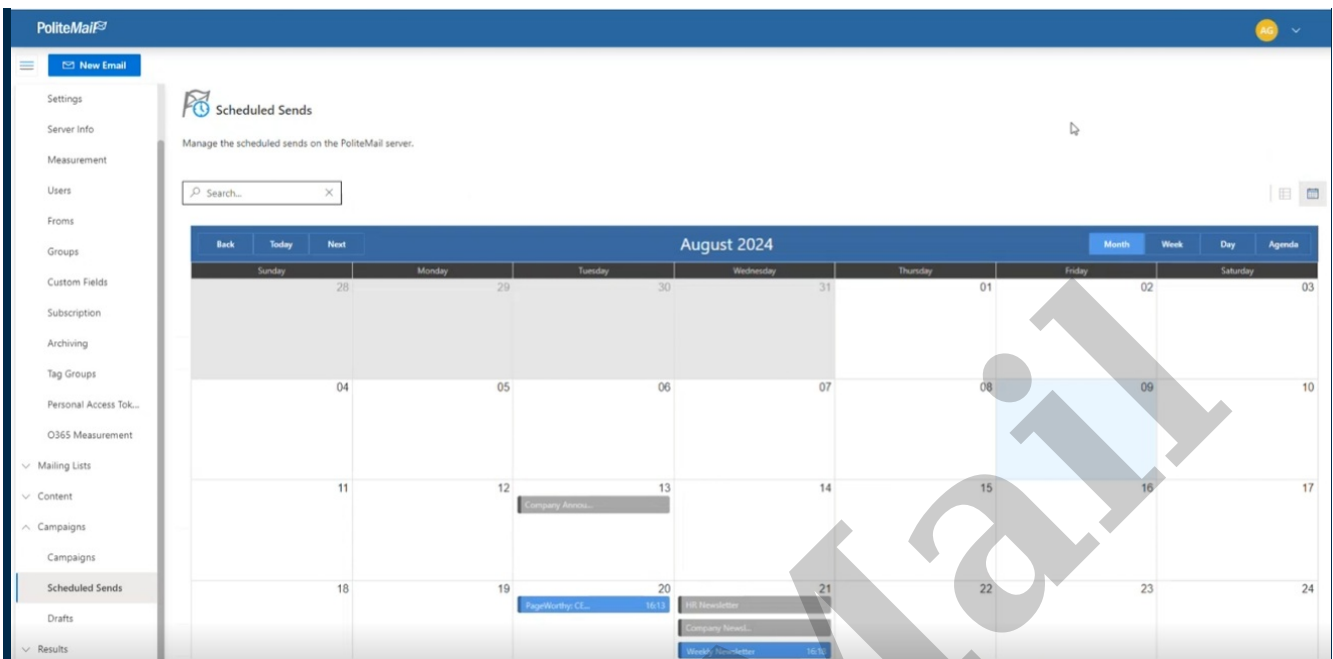 PoliteMail
AG
New Email
Settings
Server Info
Measurement
Users
Froms
Groups
Custom Fields
Subscription
Archiving
Tag Groups
Personal Access Tok...
O365 Measurement
Mailing Lists
Content
Campaigns
Campaigns
Scheduled Sends
Drafts
Results
Scheduled Sends
Manage the scheduled sends on the PoliteMail server.
Search...
Back Today Next August 2024 Month Week Day Agenda
Sunday Monday Tuesday Wednesday Thursday Friday Saturday
28 29 30 31 01 02 03
04 05 06 07 08 09 10
11 12 13 14 15 16 17
Company Annou...
18 19 20 21 22 23 24
PageWorthy: CE... 16:13 HR Newsletter
Company Newsl...
Weekly Newsletter 16:18
Mail